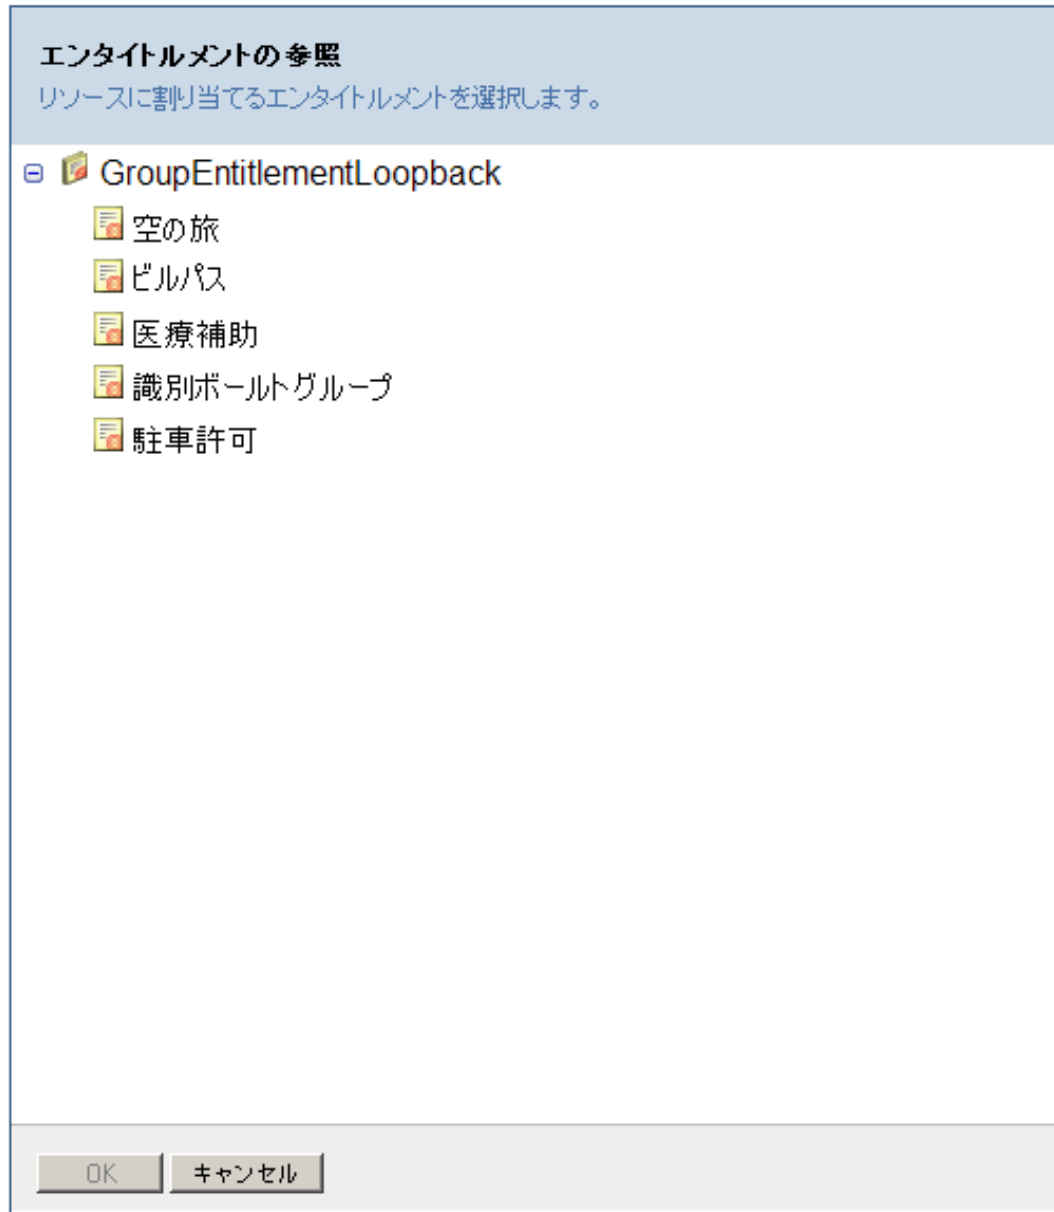 エンタイトルメントの参照
リソースに割り当てるエンタイトルメントを選択します。
GroupEntitlementLoopback
空の旅
ビルパス
医療補助
識別ボールトグループ
駐車許可
OK キャンセル